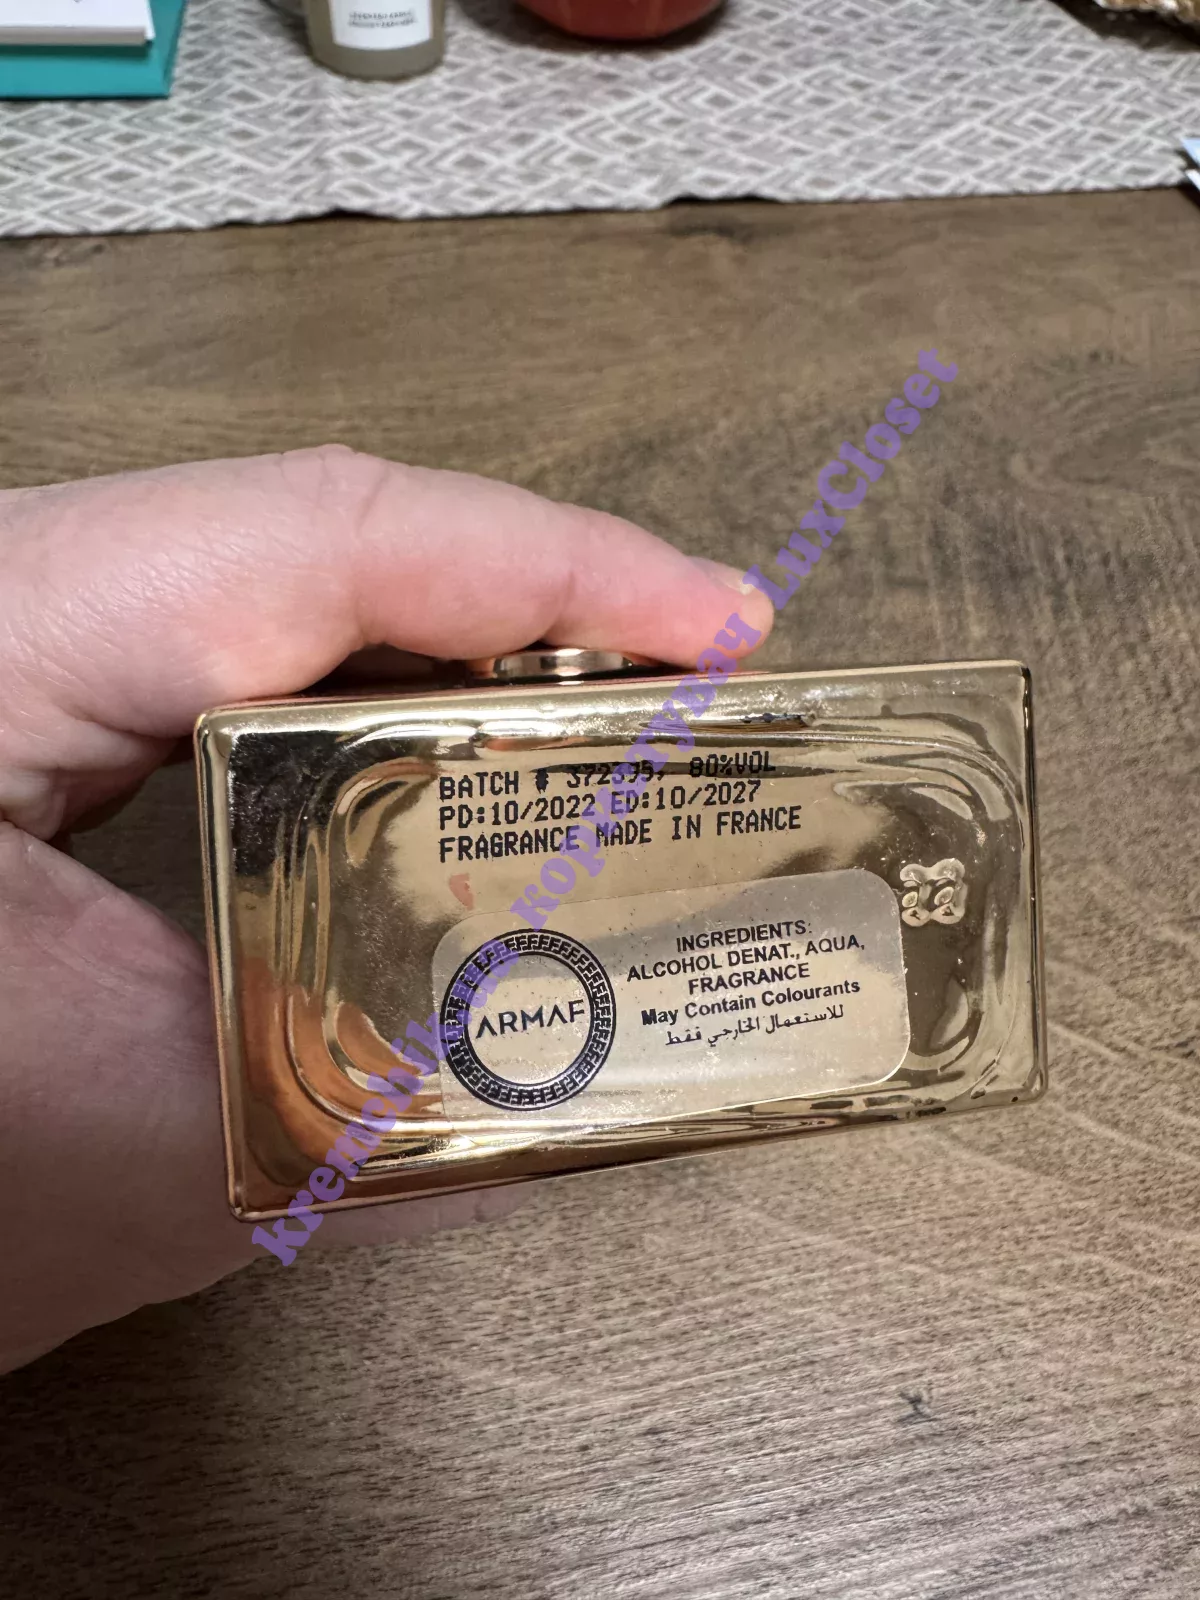 BATCH # 372395, 80%VOL
PD:10/2022 ED:10/2027
FRAGRANCE MADE IN FRANCE
ARMAF
INGREDIENTS:
ALCOHOL DENAT., AQUA,
FRAGRANCE
May Contain Colourants
للاستعمال الخارجي فقط
LuxCloset